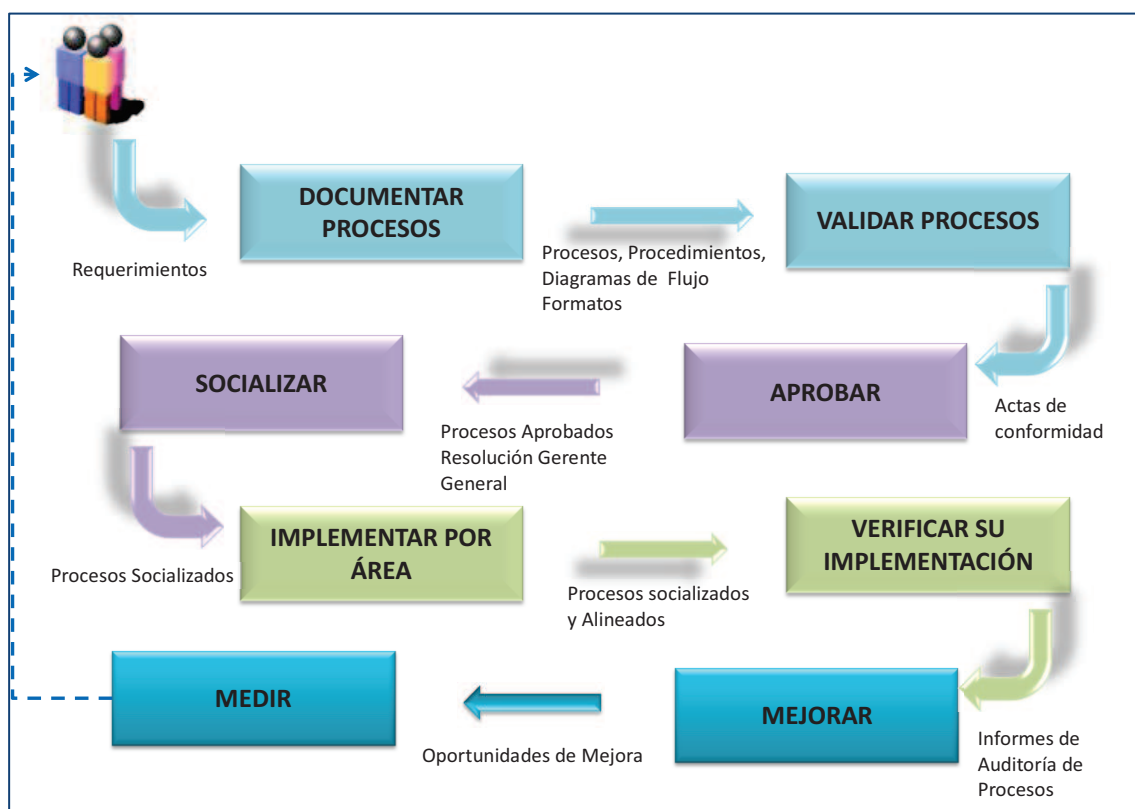 DOCUMENTAR
PROCESOS
VALIDAR PROCESOS
Requerimientos
Procesos, Procedimientos,
Diagramas de Flujo
Formatos
SOCIALIZAR
APROBAR
Actas de
conformidad
Procesos Aprobados
Resolución Gerente
General
IMPLEMENTAR POR
ÁREA
VERIFICAR SU
IMPLEMENTACIÓN
Procesos Socializados
Procesos socializados
y Alineados
MEDIR
MEJORAR
Oportunidades de Mejora
Informes de
Auditoría de
Procesos